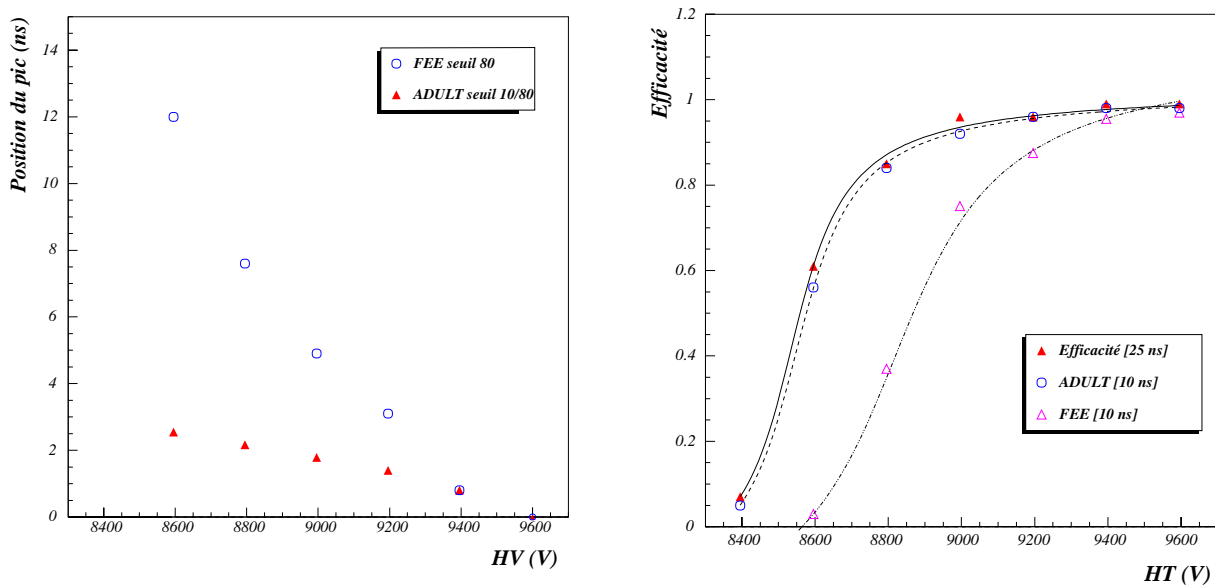 Position du pic (ns)
14
12
10
8
6
4
2
0
FEE seuil 80
ADULT seuil 10/80
8400 8600 8800 9000 9200 9400 9600
HV (V)
Efficacité
1.2
1
0.8
0.6
0.4
0.2
0
Efficacité [25 ns]
ADULT [10 ns]
FEE [10 ns]
8400 8600 8800 9000 9200 9400 9600
HT (V)